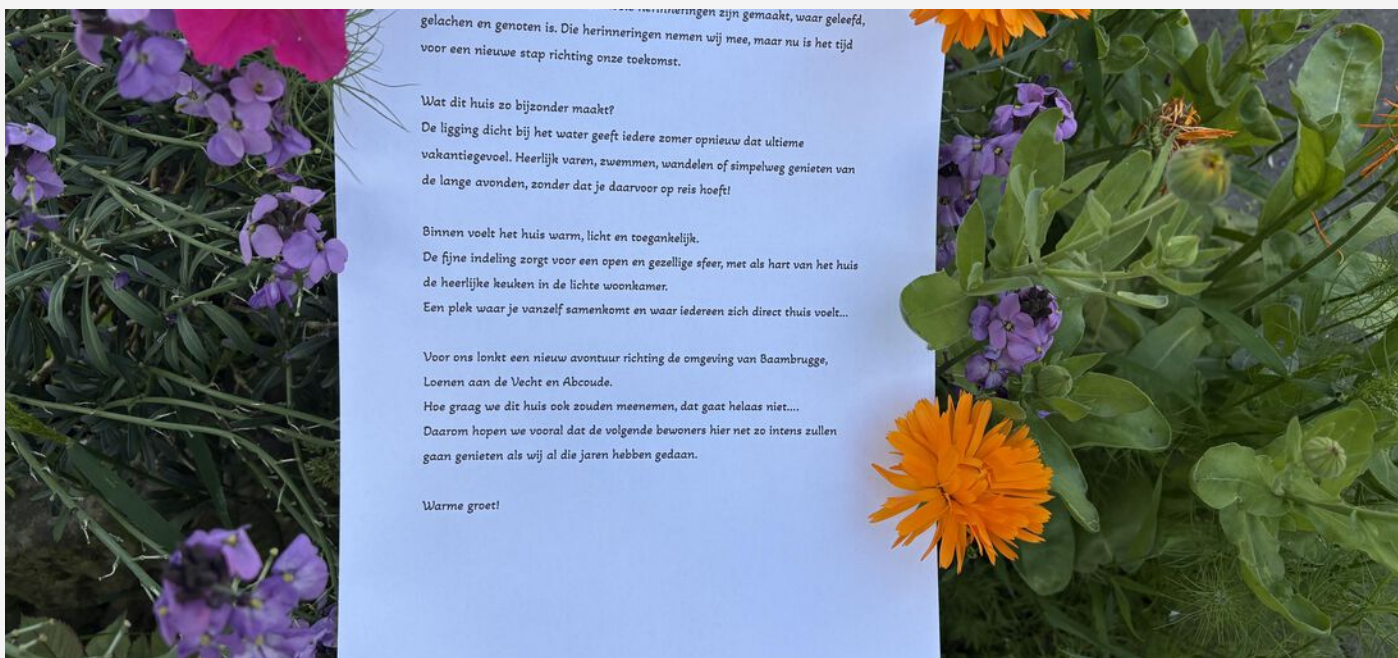 herinneringen zijn gemaakt, waar geleefd,
gelachen en genoten is. Die herinneringen nemen wij mee, maar nu is het tijd
voor een nieuwe stap richting onze toekomst.
Wat dit huis zo bijzonder maakt?
De ligging dicht bij het water geeft iedere zomer opnieuw dat ultieme
vakantiegevoel. Heerlijk varen, zwemmen, wandelen of simpelweg genieten van
de lange avonden, zonder dat je daarvoor op reis hoeft!
Binnen voelt het huis warm, licht en toegankelijk.
De fijne indeling zorgt voor een open en gezellige sfeer, met als hart van het huis
de heerlijke keuken in de lichte woonkamer.
Een plek waar je vanzelf samenkomt en waar iedereen zich direct thuis voelt...
Voor ons lonkt een nieuw avontuur richting de omgeving van Baambrugge,
Loenen aan de Vecht en Abcoude.
Hoe graag we dit huis ook zouden meenemen, dat gaat helaas niet....
Daarom hopen we vooral dat de volgende bewoners hier net zo intens zullen
gaan genieten als wij al die jaren hebben gedaan.
Warme groet!